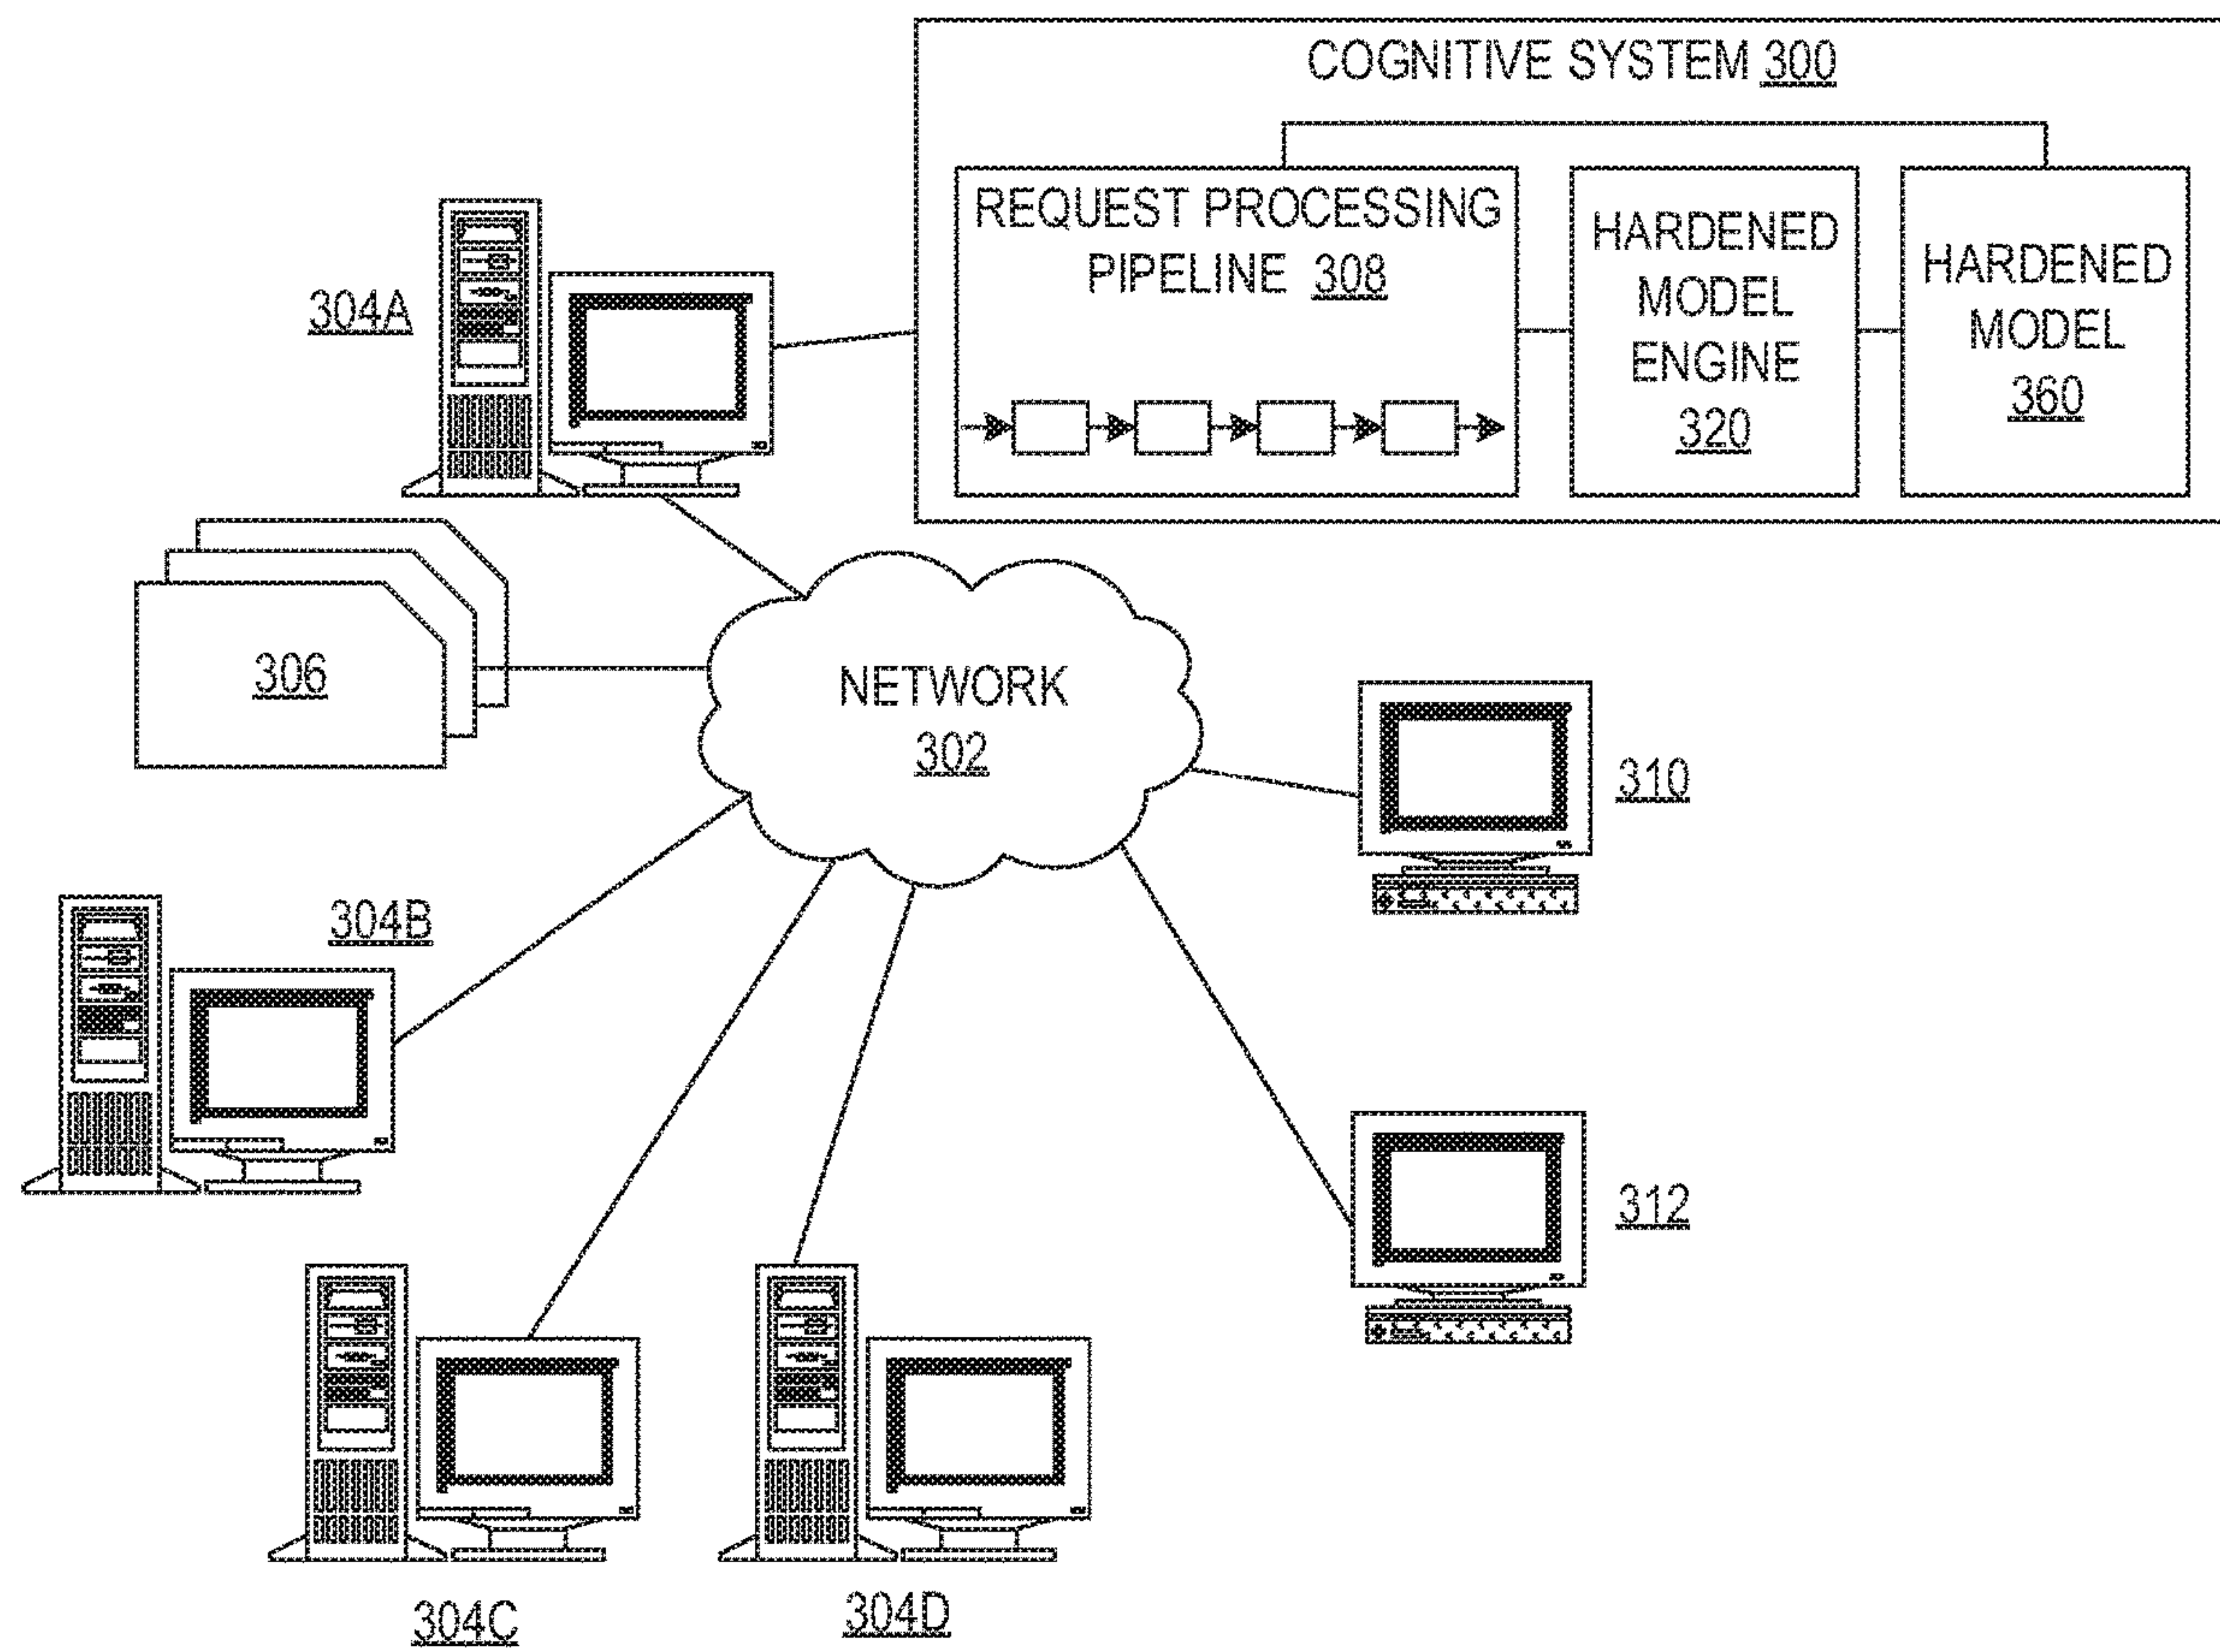 COGNITIVE SYSTEM 300
REQUEST PROCESSING
PIPELINE 308
HARDENED
MODEL
ENGINE
320
HARDENED
MODEL
360
304A
306
NETWORK
302
310
304B
312
304C
304D